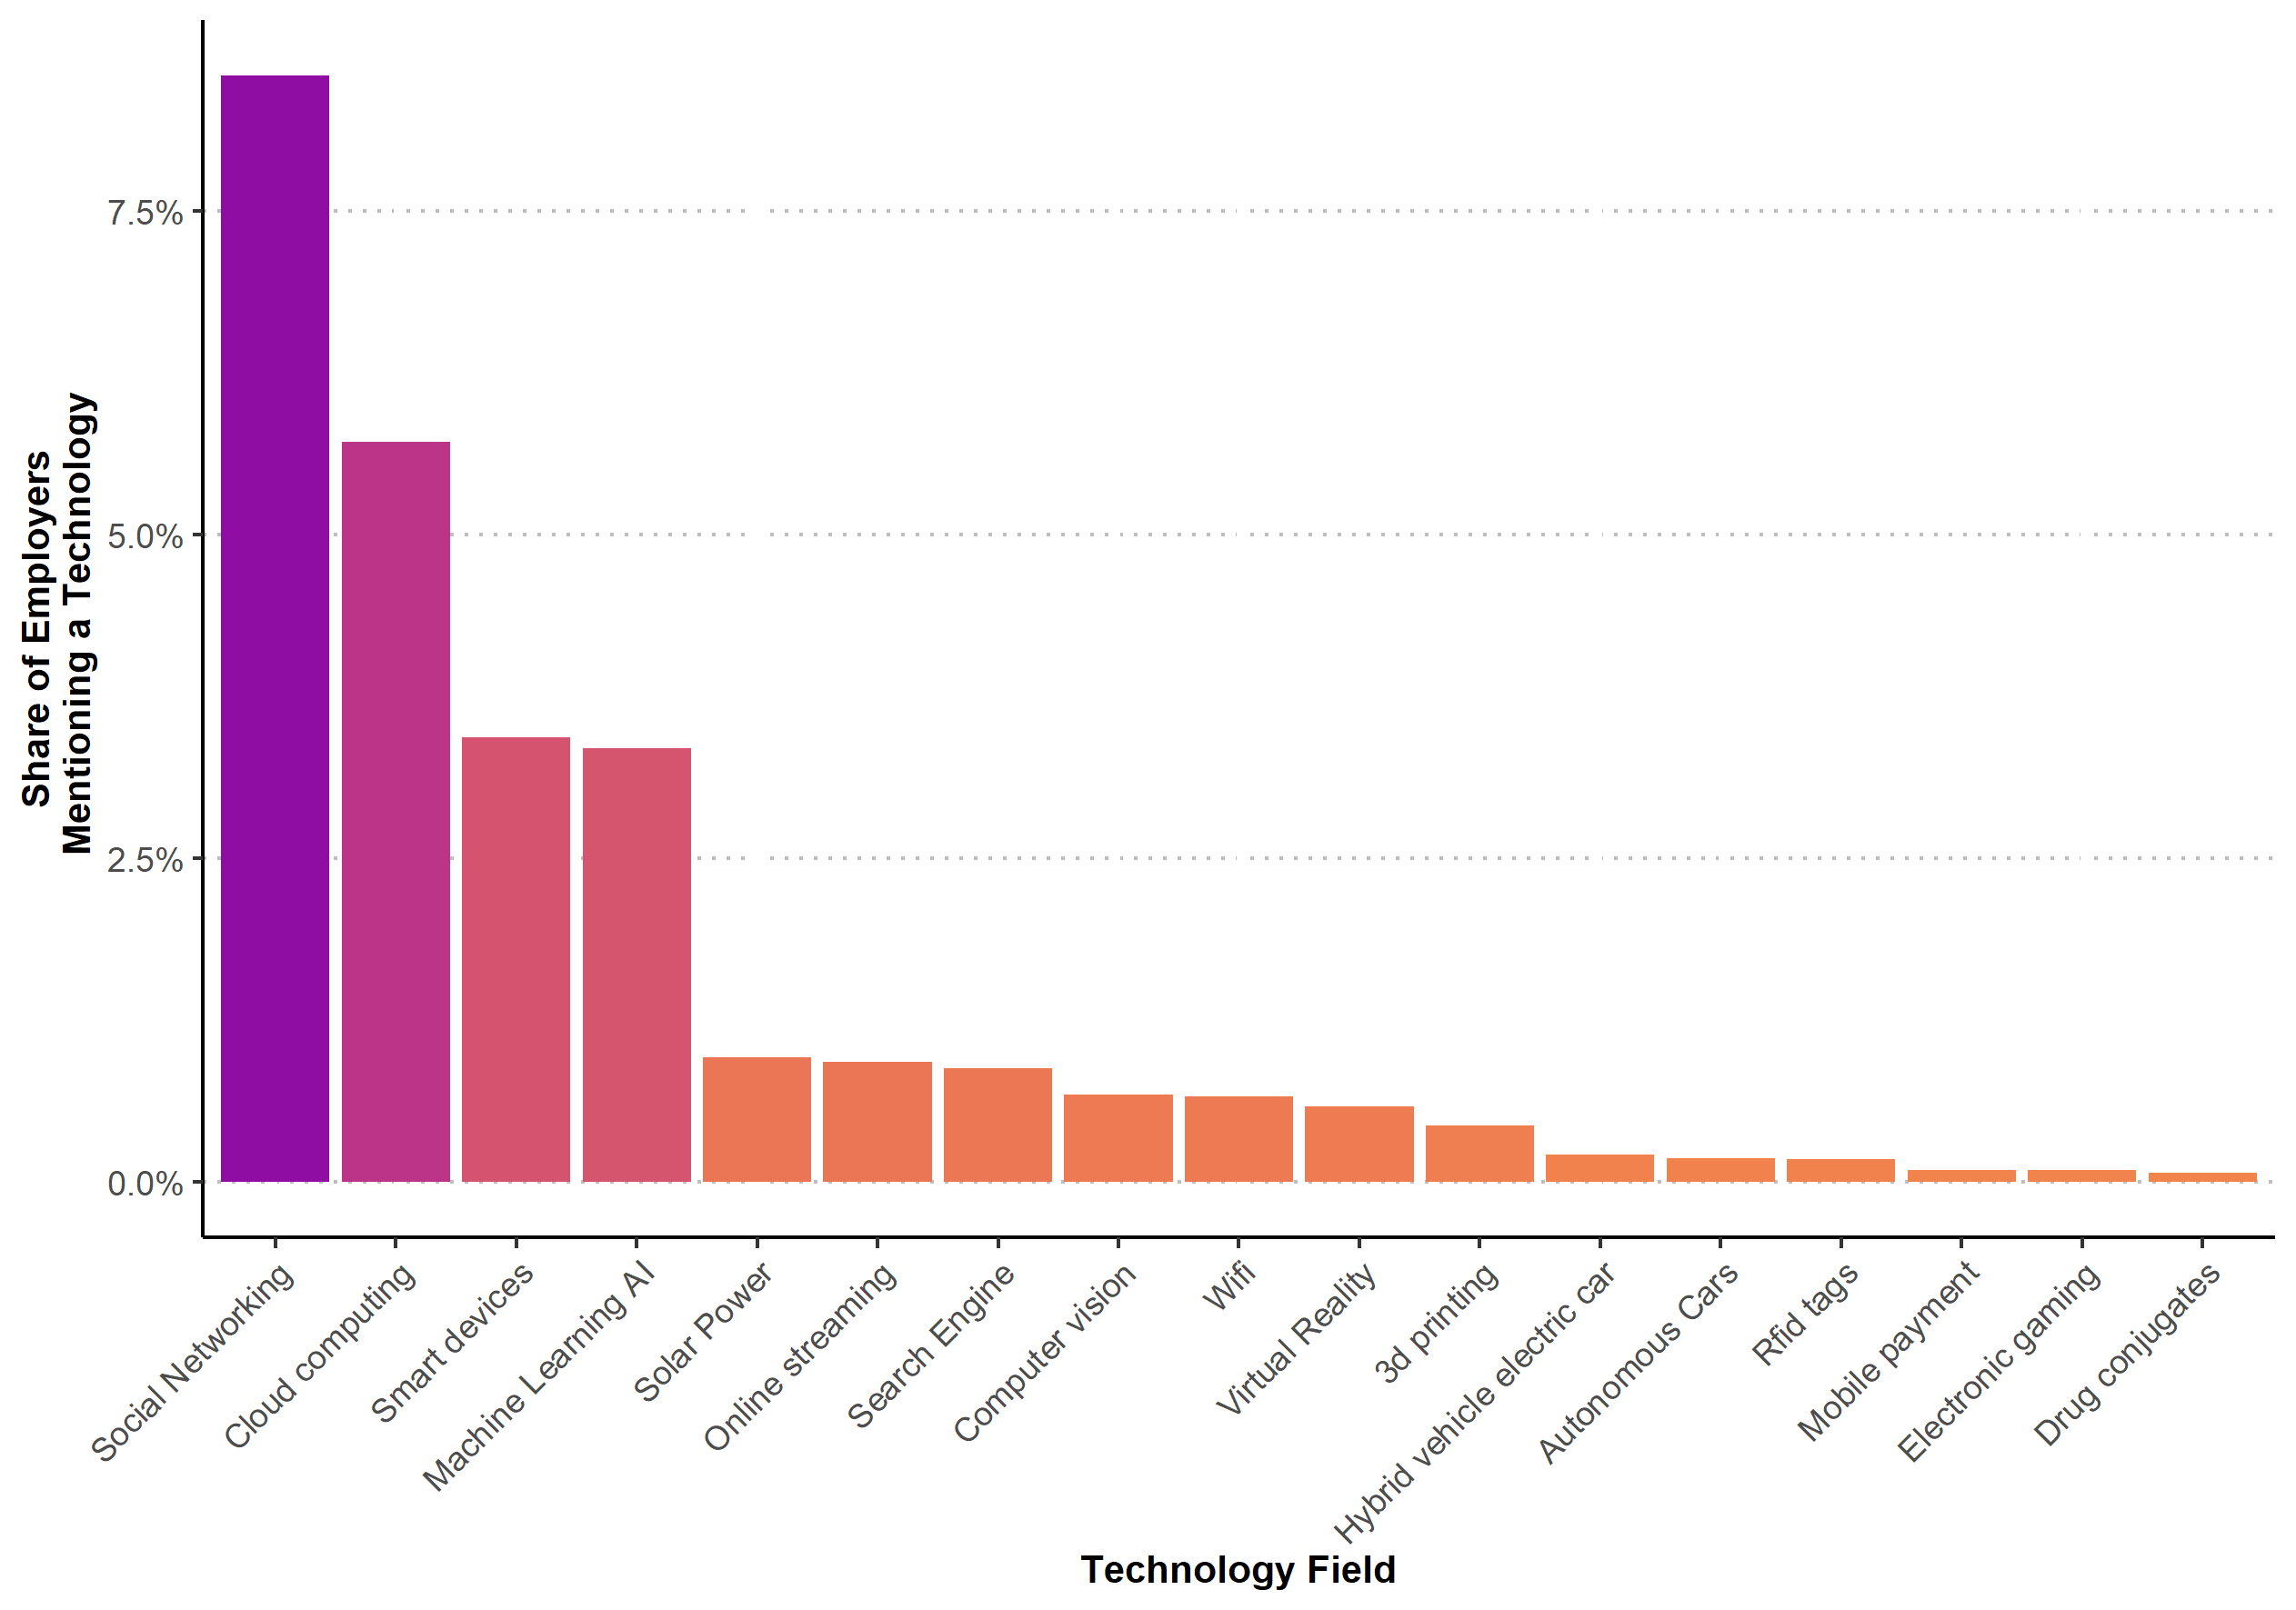 Share of Employers
Mentioning a Technology
7.5%
5.0%
2.5%
0.0%
Social Networking
Cloud computing
Smart devices
Machine Learning AI
Solar Power
Online streaming
Search Engine
Computer vision
Wifi
Virtual Reality
3d printing
Hybrid vehicle electric car
Autonomous Cars
Rfid tags
Mobile payment
Electronic gaming
Drug conjugates
Technology Field